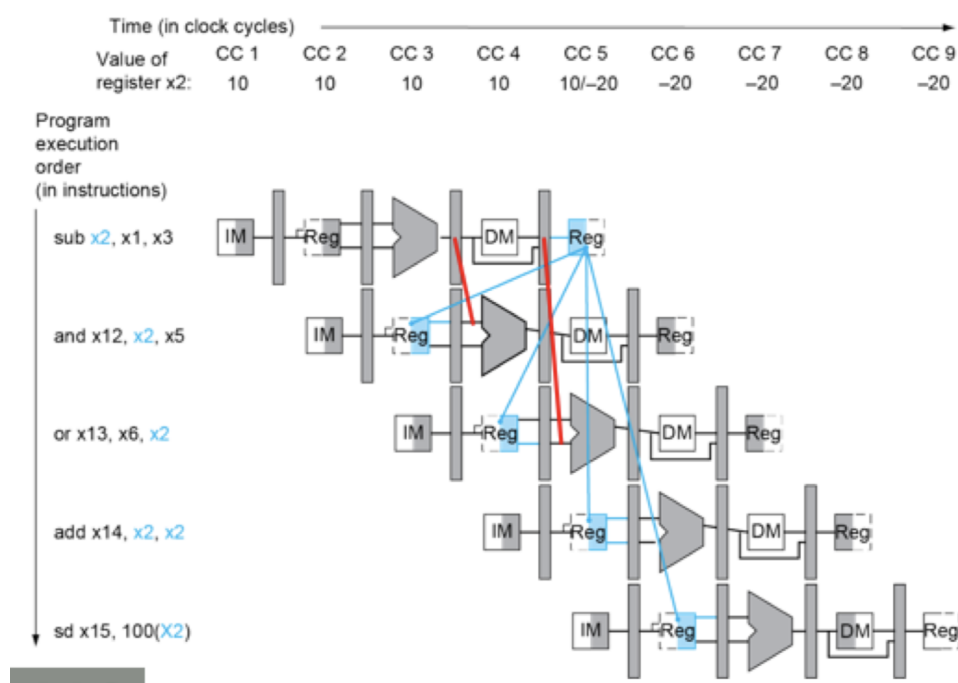 Time (in clock cycles)
Value of register x2:
CC 1 CC 2 CC 3 CC 4 CC 5 CC 6 CC 7 CC 8 CC 9
10 10 10 10 10/–20 –20 –20 –20 –20
Program
execution
order
(in instructions)
sub x2, x1, x3
IM Reg DM Reg
and x12, x2, x5
IM Reg DM Reg
or x13, x6, x2
IM Reg DM Reg
add x14, x2, x2
IM Reg DM Reg
sd x15, 100(X2)
IM Reg DM Reg